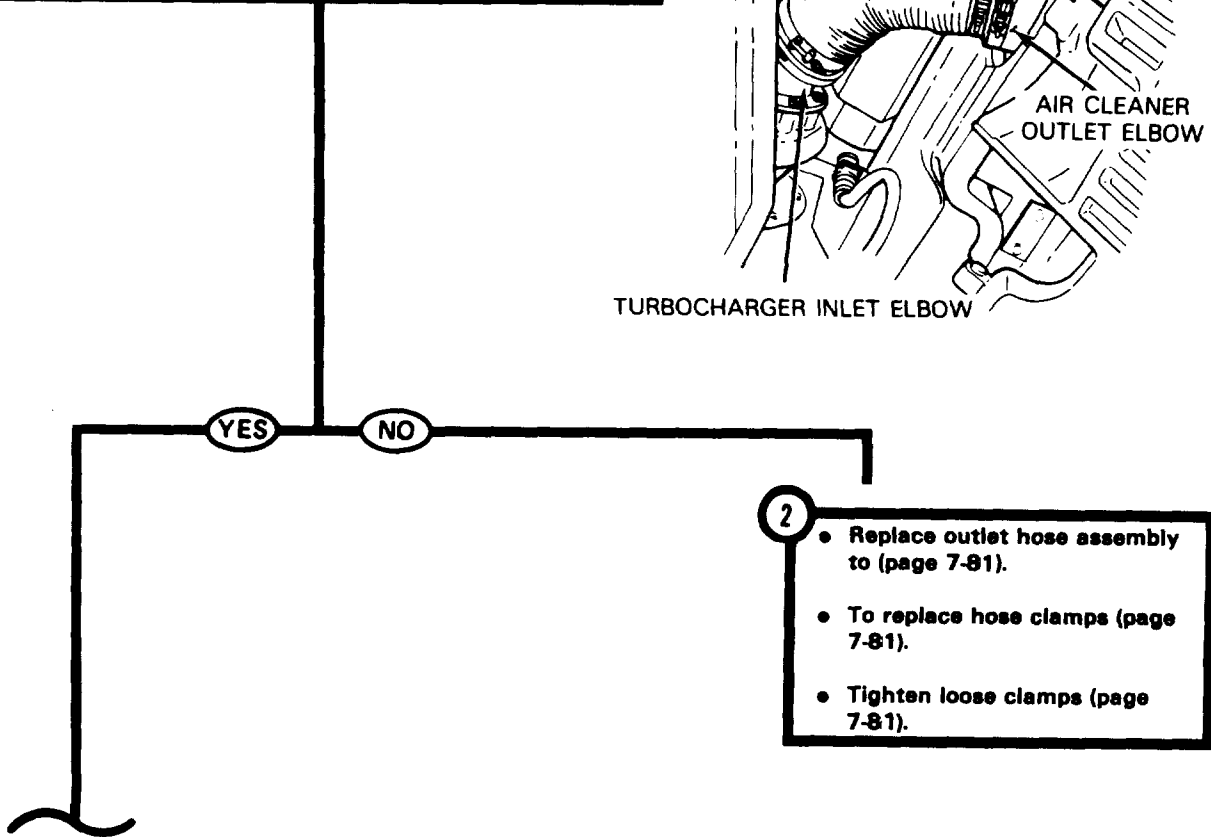 AIR CLEANER
OUTLET ELBOW
TURBOCHARGER INLET ELBOW
YES
NO
2
• Replace outlet hose assembly
to (page 7-81).
• To replace hose clamps (page
7-81).
• Tighten loose clamps (page
7-81).